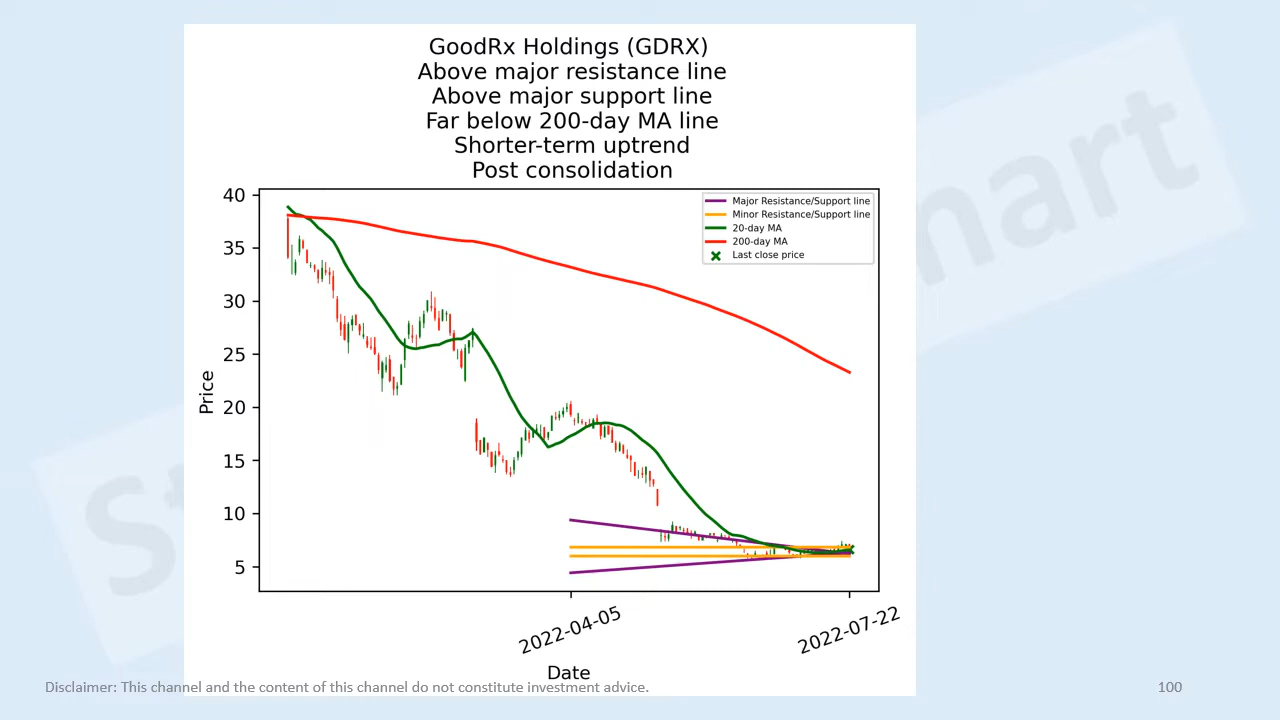 GoodRx Holdings (GDRX)
Above major resistance line
Above major support line
Far below 200-day MA line
Shorter-term uptrend
Post consolidation
Major Resistance/Support line
Minor Resistance/Support line
20-day MA
200-day MA
Last close price
40
35
30
25
20
15
10
5
Price
2022-04-05
2022-07-22
Date
Disclaimer: This channel and the content of this channel do not constitute investment advice.
100